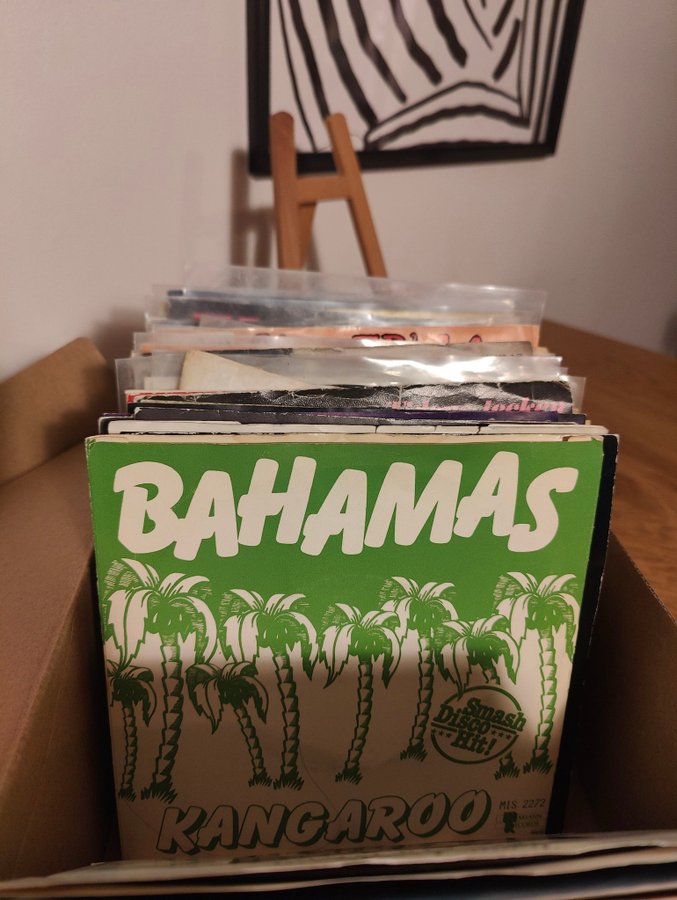 BAHAMAS
Smash
Disco
Hit!
KANGAROO
MIS 2272